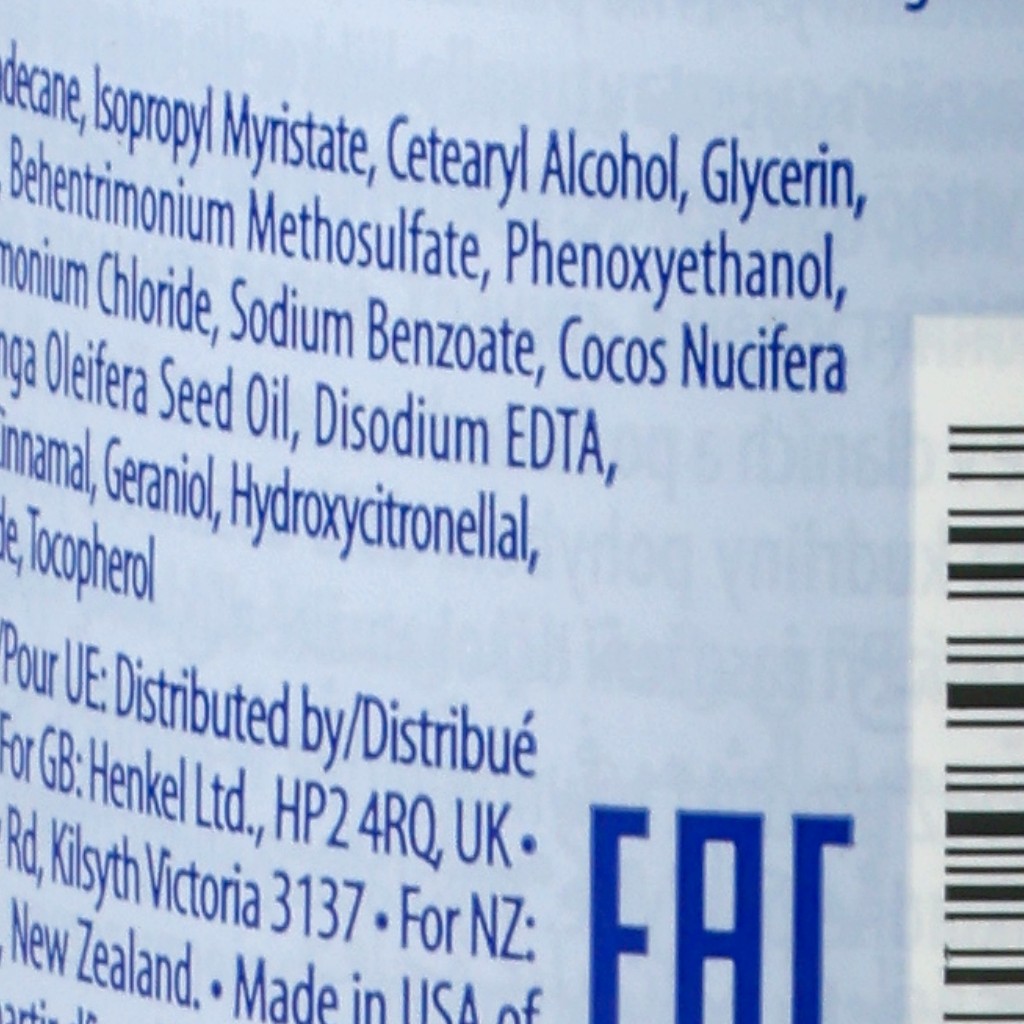 decane, Isopropyl Myristate, Cetearyl Alcohol, Glycerin,
, Behentrimonium Methosulfate, Phenoxyethanol,
monium Chloride, Sodium Benzoate, Cocos Nucifera
nga Oleifera Seed Oil, Disodium EDTA,
innamal, Geraniol, Hydroxycitronellal,
de, Tocopherol
/Pour UE: Distributed by/Distribué
For GB: Henkel Ltd., HP2 4RQ, UK •
Rd, Kilsyth Victoria 3137 • For NZ:
, New Zealand. • Made in USA of
EAC